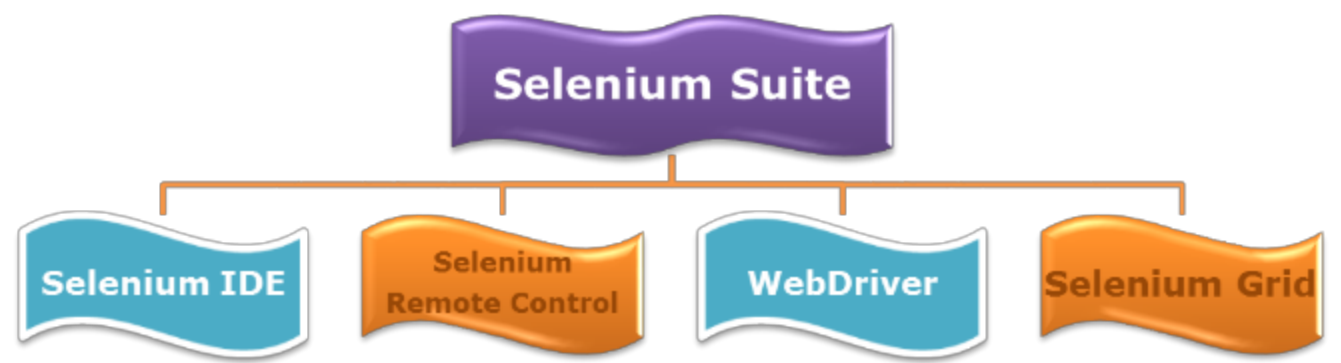 Selenium Suite
Selenium IDE
Selenium
Remote Control
WebDriver
Selenium Grid